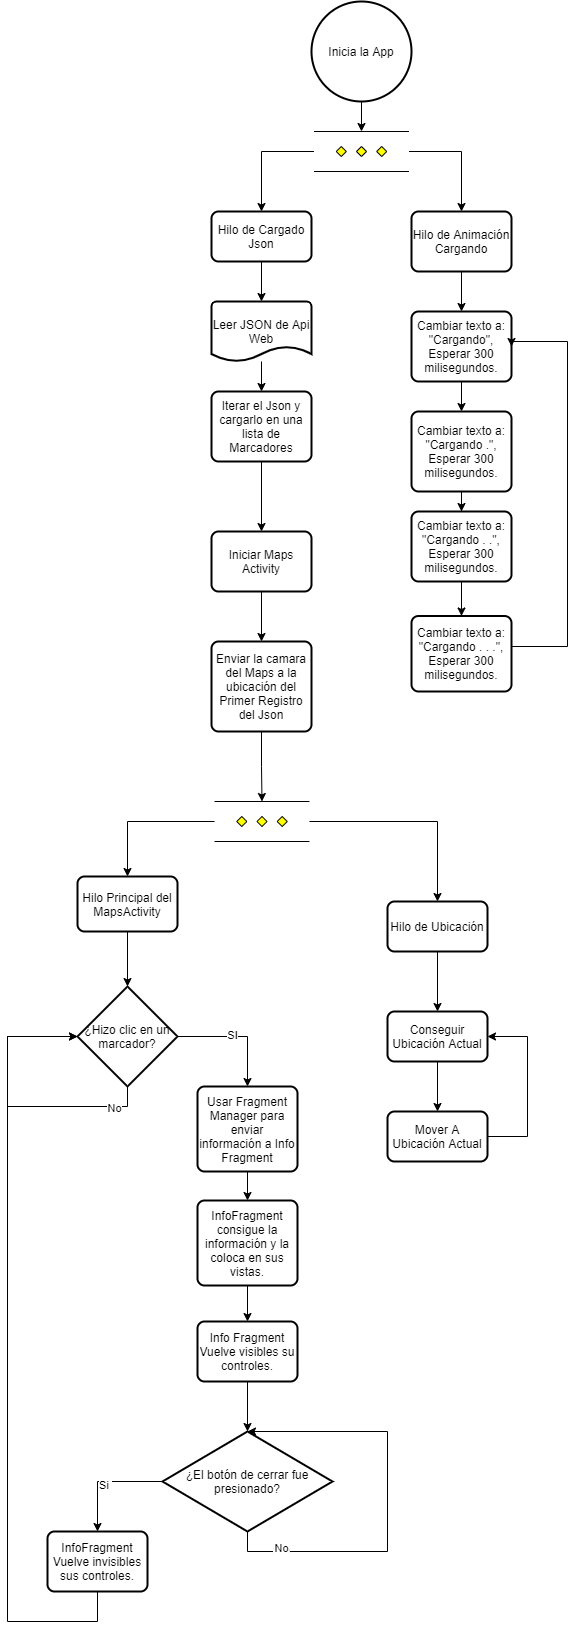 Inicia la App
Hilo de Cargado
Json
Hilo de Animación
Cargando
Leer JSON de Api
Web
Cambiar texto a:
"Cargando",
Esperar 300
milisegundos.
Iterar el Json y
cargarlo en una
lista de
Marcadores
Cambiar texto a:
"Cargando .",
Esperar 300
milisegundos.
Iniciar Maps
Activity
Cambiar texto a:
"Cargando . .",
Esperar 300
milisegundos.
Enviar la camara
del Maps a la
ubicación del
Primer Registro
del Json
Cambiar texto a:
"Cargando . . .",
Esperar 300
milisegundos.
Hilo Principal del
MapsActivity
Hilo de Ubicación
¿Hizo clic en un
marcador?
SI
No
Conseguir
Ubicación Actual
Usar Fragment
Manager para
enviar
información a Info
Fragment
Mover A
Ubicación Actual
InfoFragment
consigue la
información y la
coloca en sus
vistas.
Info Fragment
Vuelve visibles su
controles.
¿El botón de cerrar fue
presionado?
Si
No
InfoFragment
Vuelve invisibles
sus controles.